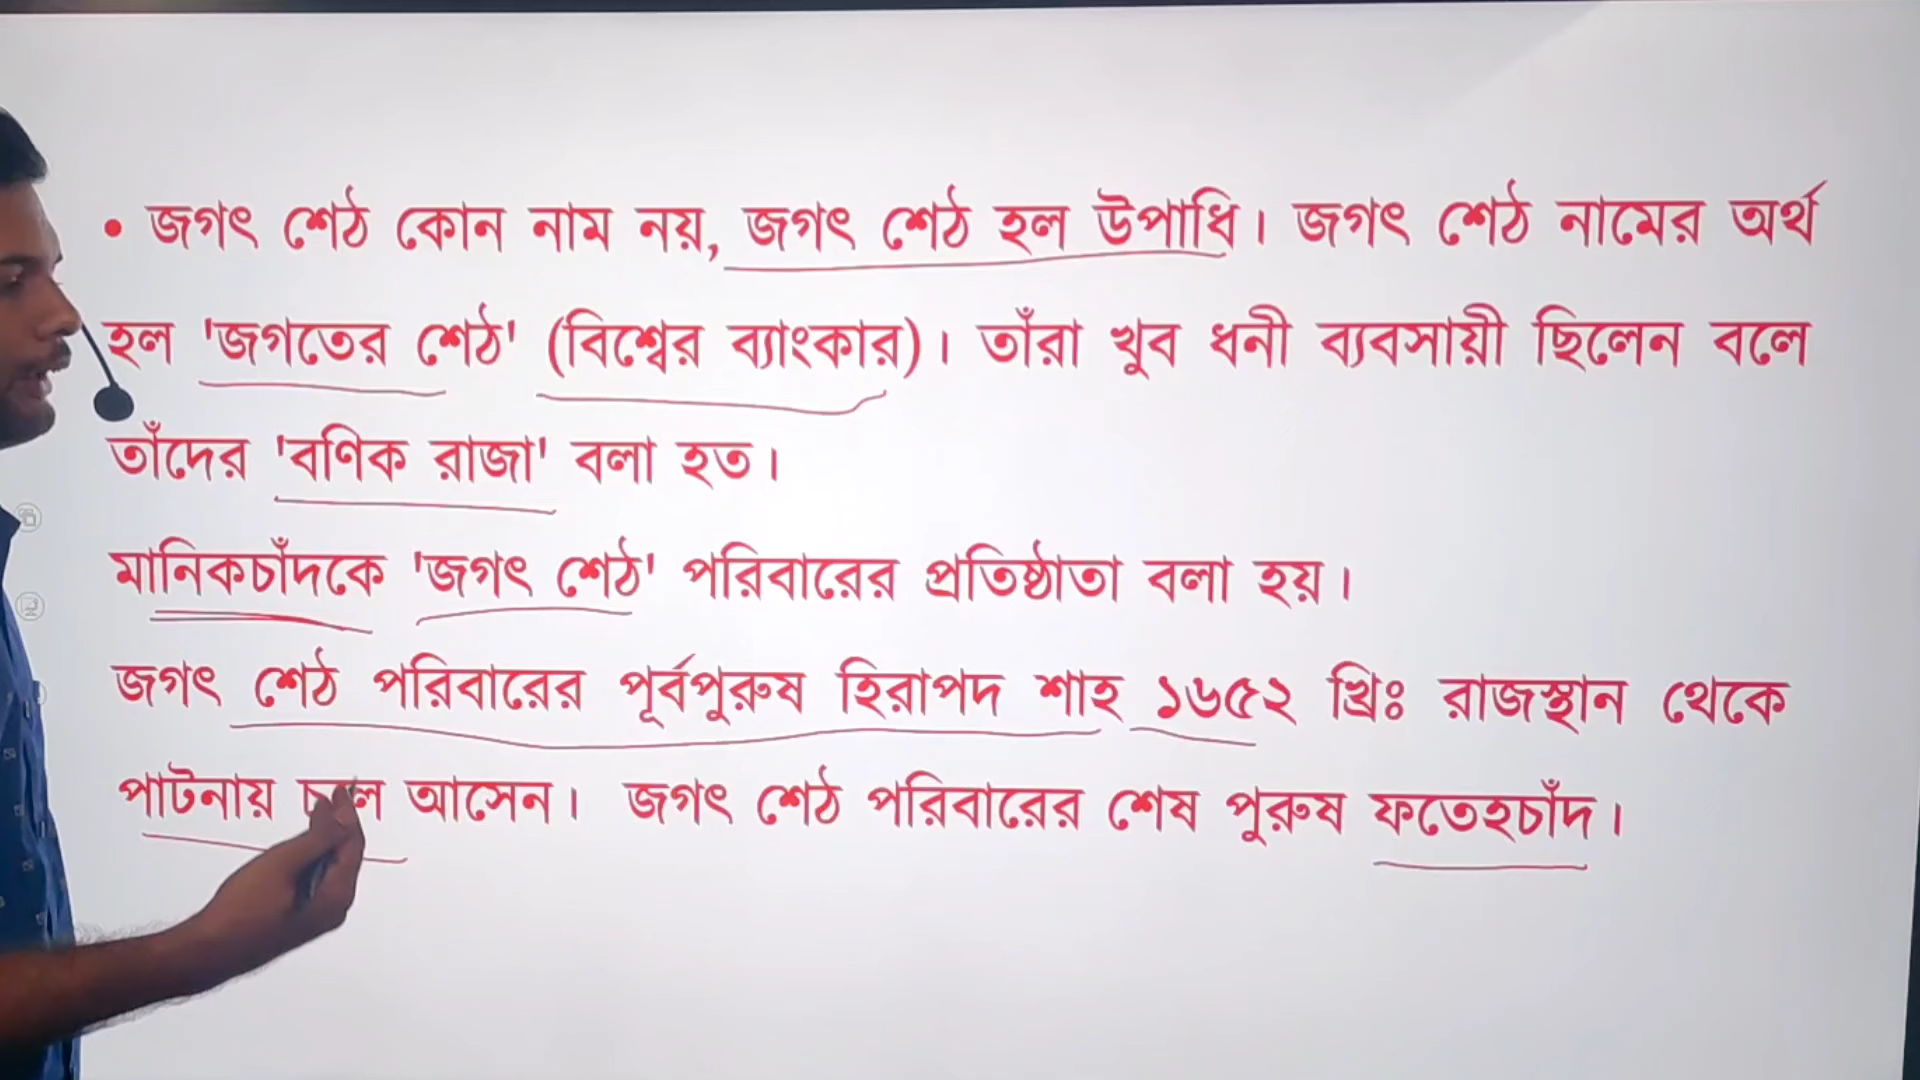 • জগৎ শেঠ কোন নাম নয়, জগৎ শেঠ হল উপাধি। জগৎ শেঠ নামের অর্থ
হল 'জগতের শেঠ' (বিশ্বের ব্যাংকার)। তাঁরা খুব ধনী ব্যবসায়ী ছিলেন বলে
তাঁদের 'বণিক রাজা' বলা হত।
মানিকচাঁদকে 'জগৎ শেঠ' পরিবারের প্রতিষ্ঠাতা বলা হয়।
জগৎ শেঠ পরিবারের পূর্বপুরুষ হিরাপদ শাহ ১৬৫২ খ্রিঃ রাজস্থান থেকে
পাটনায় চলে আসেন। জগৎ শেঠ পরিবারের শেষ পুরুষ ফতেহচাঁদ।